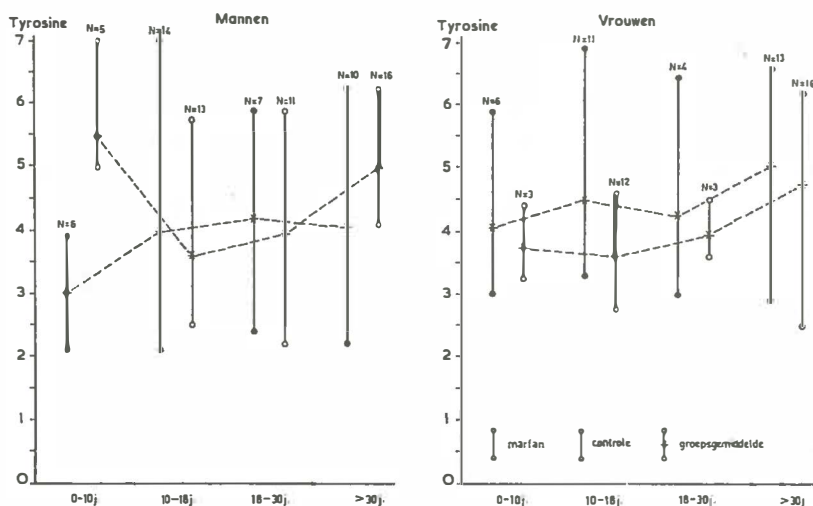 Mannen
Tyrosine
7
6
5
4
3
2
1
0
N=6
N=5
N=14
N=13
N=7
N=11
N=10
N=16
0-10j.
10-18j.
18-30j.
>30j.
Vrouwen
Tyrosine
7
6
5
4
3
2
1
0
N=6
N=3
N=11
N=12
N=4
N=3
N=13
N=16
marfan
controle
groepsgemiddelde
0-10j.
10-18j.
18-30j.
>30j.